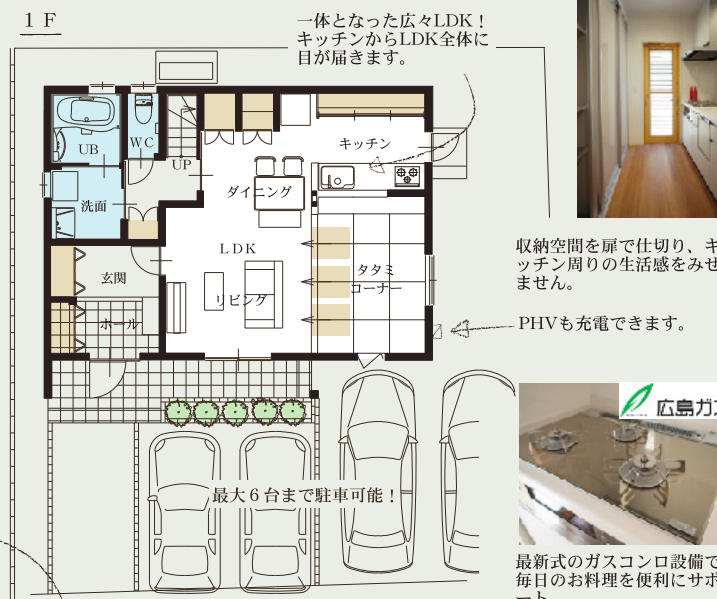 1 F
一体となった広々LDK！
キッチンからLDK全体に
目が届きます。
UB
WC
UP
キッチン
洗面
ダイニング
LDK
玄関
タタミ
コーナー
リビング
ホール
収納空間を扉で仕切り、キ
ッチン周りの生活感をみせ
ません。
PHVも充電できます。
広島ガ
最大６台まで駐車可能！
最新式のガスコンロ設備で
毎日のお料理を便利にサポ
ート